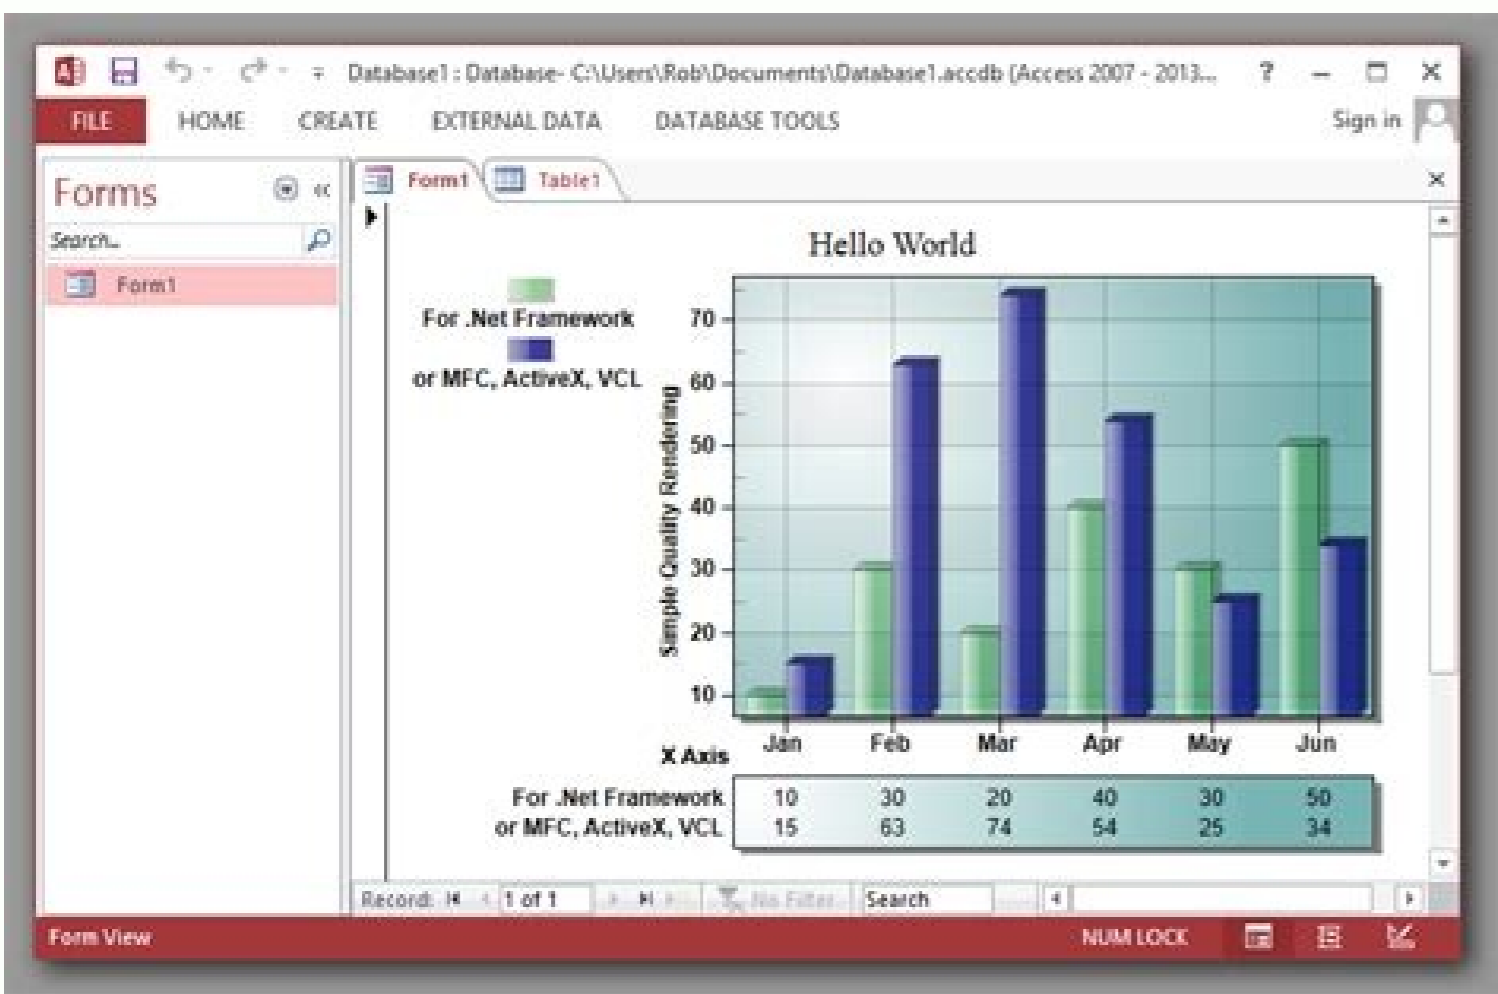 Database1 : Database- C:\Users\Rob\Documents\Database1.accdb (Access 2007 - 2013...
FILE HOME CREATE EXTERNAL DATA DATABASE TOOLS Sign in
Forms
Search...
Form1
Form1 Table1
Hello World
For .Net Framework
or MFC, ActiveX, VCL
Simple Quality Rendering
70
60
50
40
30
20
10
Jan Feb Mar Apr May Jun
X Axis
For .Net Framework 10 30 20 40 30 50
or MFC, ActiveX, VCL 15 63 74 54 25 34
Record: 1 of 1 No Filter Search
Form View NUM LOCK